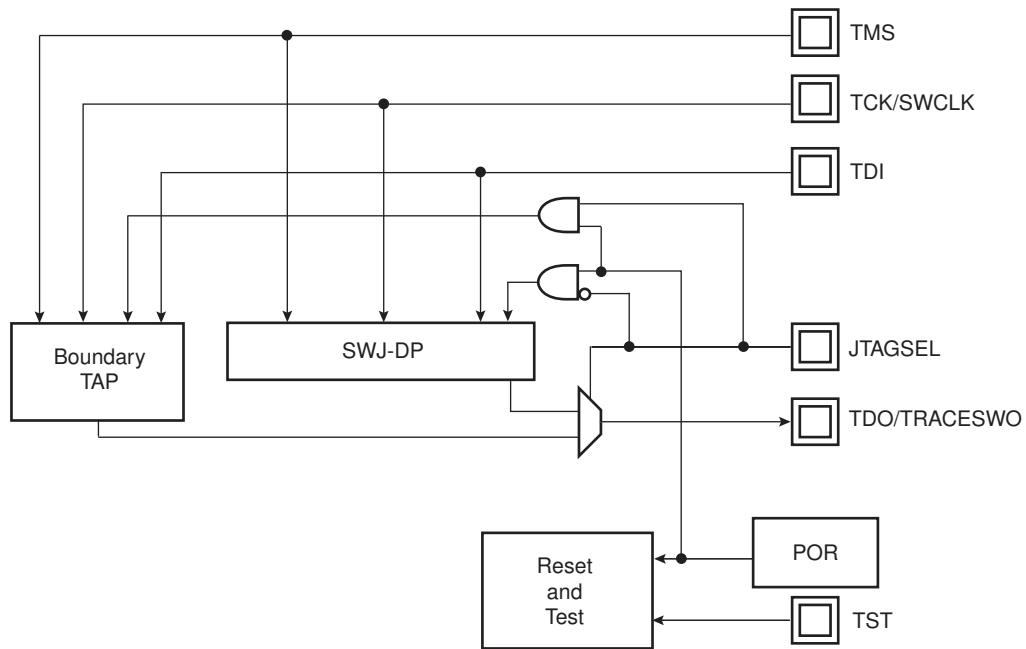 TMS
TCK/SWCLK
TDI
Boundary
TAP
SWJ-DP
JTAGSEL
TDO/TRACESWO
Reset
and
Test
POR
TST